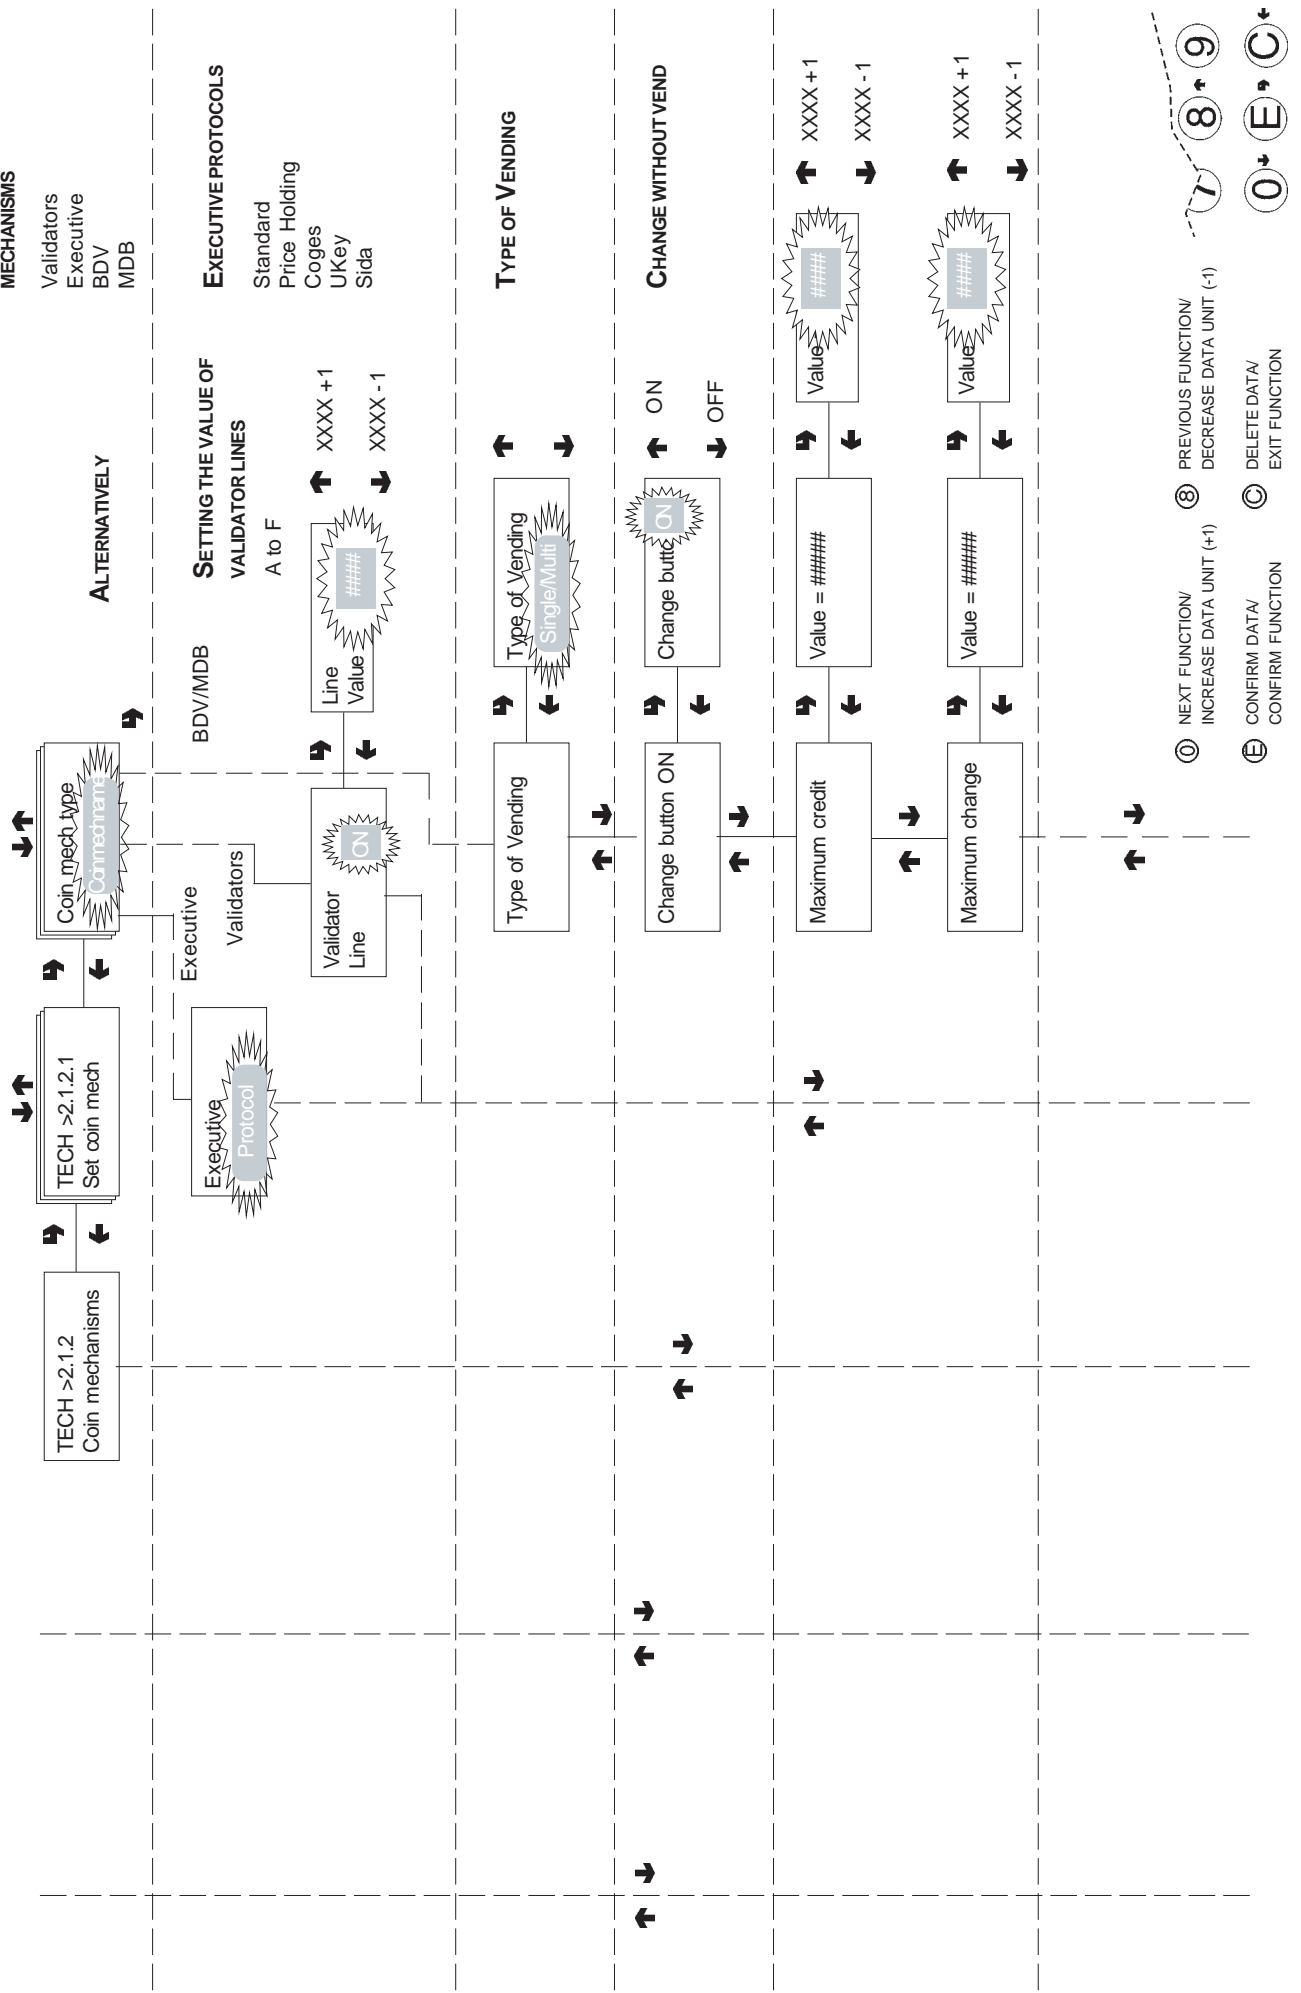 MECHANISMS
Validators
Executive
BDV
MDB
ALTERNATIVELY
Coin mech type
Coinmechname
TECH >2.1.2.1
Set coin mech
TECH >2.1.2
Coin mechanisms
EXECUTIVE PROTOCOLS
Standard
Price Holding
Coges
UKey
Sida
SETTING THE VALUE OF
VALIDATOR LINES
A to F
XXXX +1
XXXX -1
BDV/MDB
Line
Value
####
Executive
Validators
Validator
Line
ON
Executive
Protocol
TYPE OF VENDING
Type of Vending
Single/Multi
Type of Vending
CHANGE WITHOUT VEND
ON
OFF
Change button
ON
Change button ON
XXXX +1
XXXX -1
Value
####
Value = #####
Maximum credit
XXXX +1
XXXX -1
Value
####
Value = #####
Maximum change
0 NEXT FUNCTION/
INCREASE DATA UNIT (+1)
8 PREVIOUS FUNCTION/
DECREASE DATA UNIT (-1)
E CONFIRM DATA/
CONFIRM FUNCTION
C DELETE DATA/
EXIT FUNCTION
7 8 9
0 E C